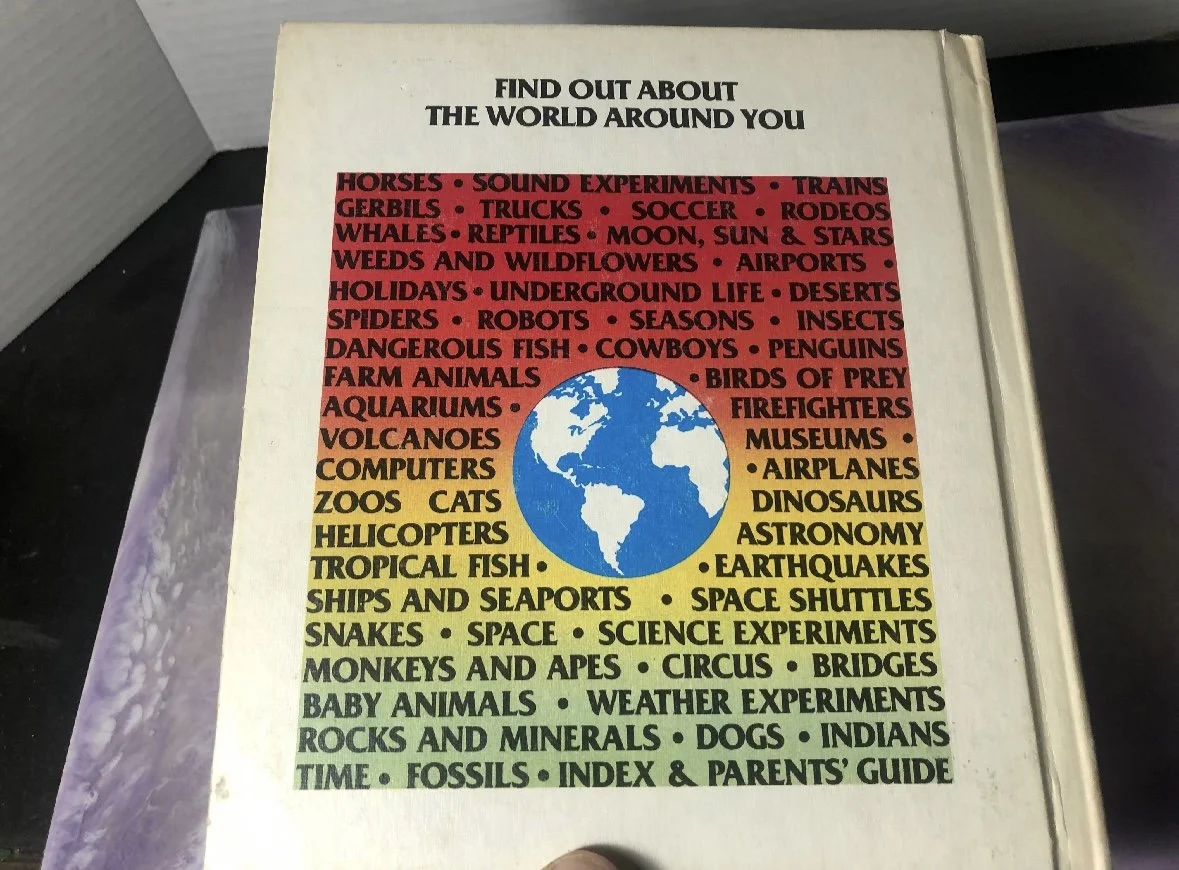 FIND OUT ABOUT
THE WORLD AROUND YOU
HORSES • SOUND EXPERIMENTS • TRAINS
GERBILS • TRUCKS • SOCCER • RODEOS
WHALES • REPTILES • MOON, SUN & STARS
WEEDS AND WILDFLOWERS • AIRPORTS •
HOLIDAYS • UNDERGROUND LIFE • DESERTS
SPIDERS • ROBOTS • SEASONS • INSECTS
DANGEROUS FISH • COWBOYS • PENGUINS
FARM ANIMALS • BIRDS OF PREY
AQUARIUMS • FIREFIGHTERS
VOLCANOES MUSEUMS •
COMPUTERS • AIRPLANES
ZOOS CATS DINOSAURS
HELICOPTERS ASTRONOMY
TROPICAL FISH • • EARTHQUAKES
SHIPS AND SEAPORTS • SPACE SHUTTLES
SNAKES • SPACE • SCIENCE EXPERIMENTS
MONKEYS AND APES • CIRCUS • BRIDGES
BABY ANIMALS • WEATHER EXPERIMENTS
ROCKS AND MINERALS • DOGS • INDIANS
TIME • FOSSILS • INDEX & PARENTS' GUIDE